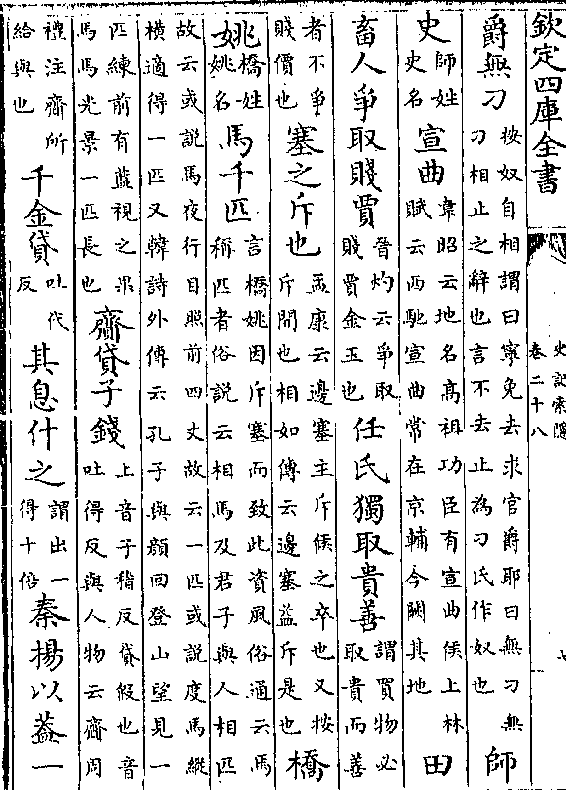 欽定四庫全書
史記索隱
卷二十八
七
爵無刁按奴自相謂曰寧免去求官爵耶曰無刁無刁相止之辭也言不去止為刁氏作奴也師
史師姓史名宣曲韋昭云地名高祖功臣有宣曲侯上林賦云西馳宣曲常在京輔今闕其地田
畜人爭取賤賈晉灼云爭取賤賈金玉也任氏獨取貴善謂買物必取貴而善
者不爭賤價也塞之斥也孟康云邊塞主斥候之卒也又按斥開也相如傳云邊塞益斥是也橋
姚橋姓姚名馬千匹言橋姚因斥塞而致此資風俗通云馬稱匹者俗說云相馬及君子與人相匹
故云或說馬夜行目照前四丈故云一匹或說度馬縱橫適得一匹又韓詩外傳云孔子與顏回登山望見一
匹練前有藍視之果馬馬光景一匹長也齎貸子錢上音子稽反貸假也音吐得反與人物云齎周
禮注齎所給與也千金貸吐代反其息什之謂出一得十倍秦揚以葢一